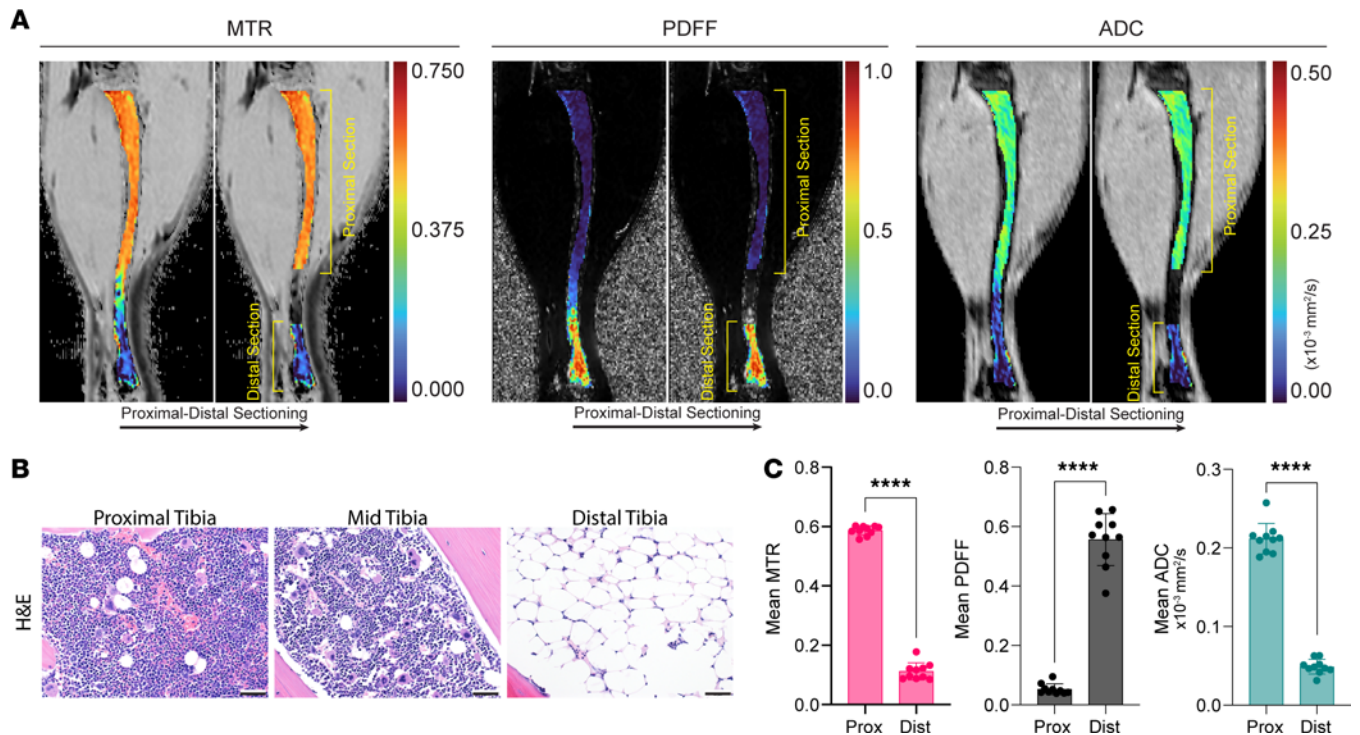 A
MTR
PDFF
ADC
0.750
0.375
0.000
Proximal Section
Distal Section
Proximal-Distal Sectioning
1.0
0.5
0.0
Proximal Section
Distal Section
Proximal-Distal Sectioning
0.50
0.25
0.00
(x10⁻³ mm²/s)
Proximal Section
Distal Section
Proximal-Distal Sectioning
B
Proximal Tibia
Mid Tibia
Distal Tibia
H&E
C
Mean MTR
0.8
0.6
0.4
0.2
0.0
****
Prox Dist
Mean PDFF
0.8
0.6
0.4
0.2
0.0
****
Prox Dist
Mean ADC
x10⁻³ mm²/s
0.3
0.2
0.1
0.0
****
Prox Dist